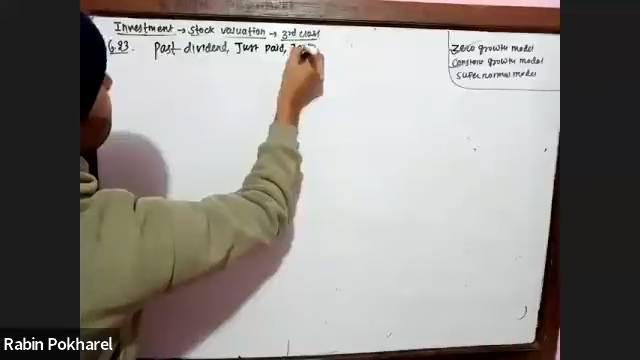 Investment → Stock valuation → 3rd class
6.23. Past dividend, Just paid,
Zero growth model
Constant growth model
Super normal model
Rabin Pokharel